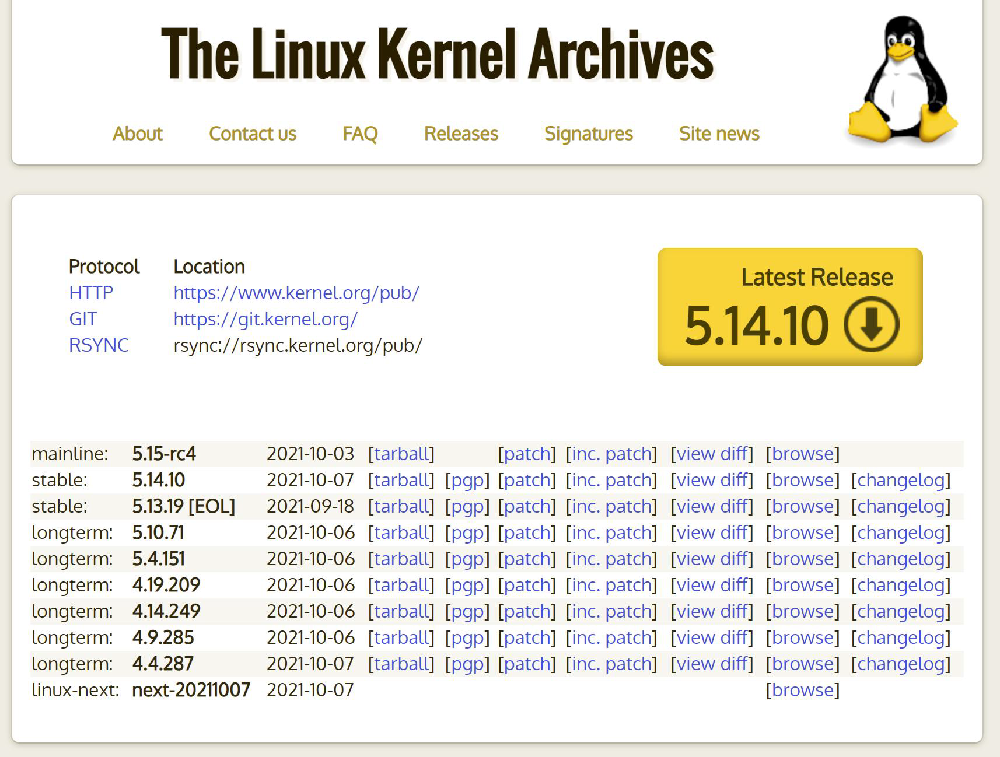 The Linux Kernel Archives
About Contact us FAQ Releases Signatures Site news
Protocol Location
HTTP https://www.kernel.org/pub/
GIT https://git.kernel.org/
RSYNC rsync://rsync.kernel.org/pub/
Latest Release
5.14.10
mainline: 5.15-rc4 2021-10-03 [tarball] [patch] [inc. patch] [view diff] [browse]
stable: 5.14.10 2021-10-07 [tarball] [pgp] [patch] [inc. patch] [view diff] [browse] [changelog]
stable: 5.13.19 [EOL] 2021-09-18 [tarball] [pgp] [patch] [inc. patch] [view diff] [browse] [changelog]
longterm: 5.10.71 2021-10-06 [tarball] [pgp] [patch] [inc. patch] [view diff] [browse] [changelog]
longterm: 5.4.151 2021-10-06 [tarball] [pgp] [patch] [inc. patch] [view diff] [browse] [changelog]
longterm: 4.19.209 2021-10-06 [tarball] [pgp] [patch] [inc. patch] [view diff] [browse] [changelog]
longterm: 4.14.249 2021-10-06 [tarball] [pgp] [patch] [inc. patch] [view diff] [browse] [changelog]
longterm: 4.9.285 2021-10-06 [tarball] [pgp] [patch] [inc. patch] [view diff] [browse] [changelog]
longterm: 4.4.287 2021-10-07 [tarball] [pgp] [patch] [inc. patch] [view diff] [browse] [changelog]
linux-next: next-20211007 2021-10-07 [browse]